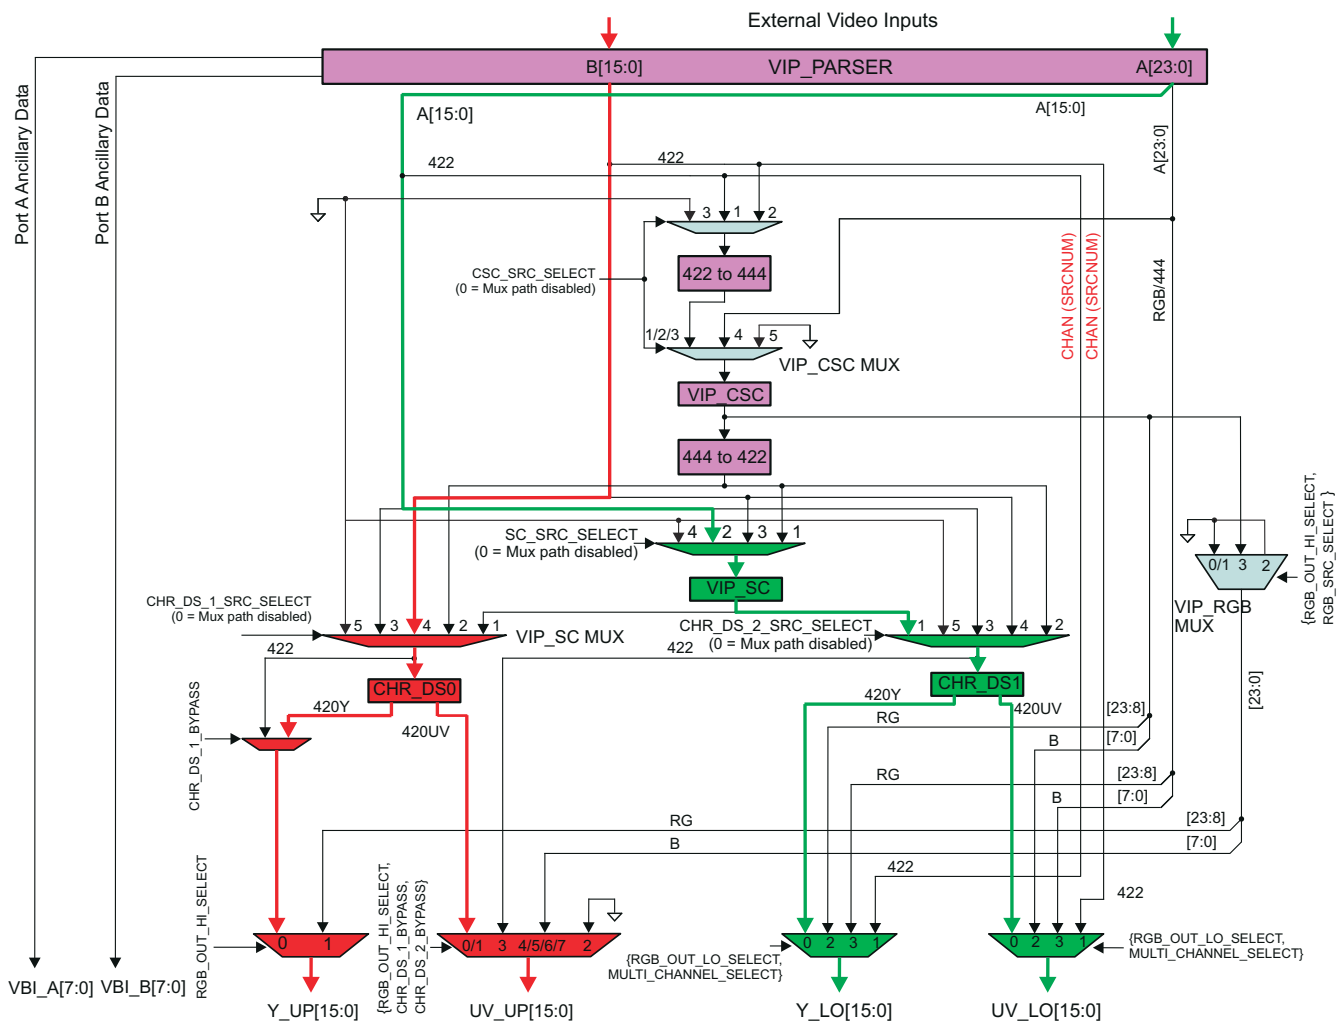 External Video Inputs
B[15:0]
VIP_PARSER
A[23:0]
Port A Ancillary Data
Port B Ancillary Data
A[15:0]
A[15:0]
A[23:0]
422
422
3
1
2
CSC_SRC_SELECT
(0 = Mux path disabled)
422 to 444
CHAN (SRCNUM)
CHAN (SRCNUM)
RGB/444
1/2/3
4
5
VIP_CSC MUX
VIP_CSC
444 to 422
SC_SRC_SELECT
(0 = Mux path disabled)
4
2
3
1
{RGB_OUT_HI_SELECT,
RGB_SRC_SELECT }
0/1
3
2
VIP_RGB
MUX
VIP_SC
CHR_DS_1_SRC_SELECT
(0 = Mux path disabled)
5
3
4
2
1
VIP_SC MUX
CHR_DS_2_SRC_SELECT
(0 = Mux path disabled)
1
5
3
4
2
422
422
CHR_DS0
CHR_DS1
[23:0]
CHR_DS_1_BYPASS
420Y
420UV
420Y
420UV
RG
[23:8]
B
[7:0]
RG
[23:8]
B
[7:0]
RG
[23:8]
B
[7:0]
422
422
RGB_OUT_HI_SELECT
0
1
{RGB_OUT_HI_SELECT,
CHR_DS_1_BYPASS,
CHR_DS_2_BYPASS}
0/1
3
4/5/6/7
2
0
2
3
1
{RGB_OUT_LO_SELECT,
MULTI_CHANNEL_SELECT}
0
2
3
1
{RGB_OUT_LO_SELECT,
MULTI_CHANNEL_SELECT}
VBI_A[7:0]
VBI_B[7:0]
Y_UP[15:0]
UV_UP[15:0]
Y_LO[15:0]
UV_LO[15:0]